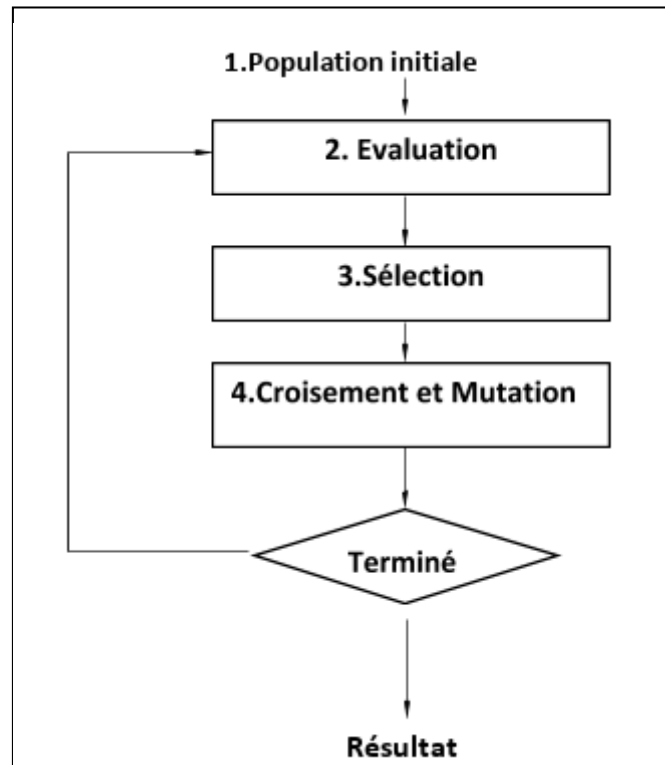 1.Population initiale
2. Evaluation
3.Sélection
4.Croisement et Mutation
Terminé
Résultat